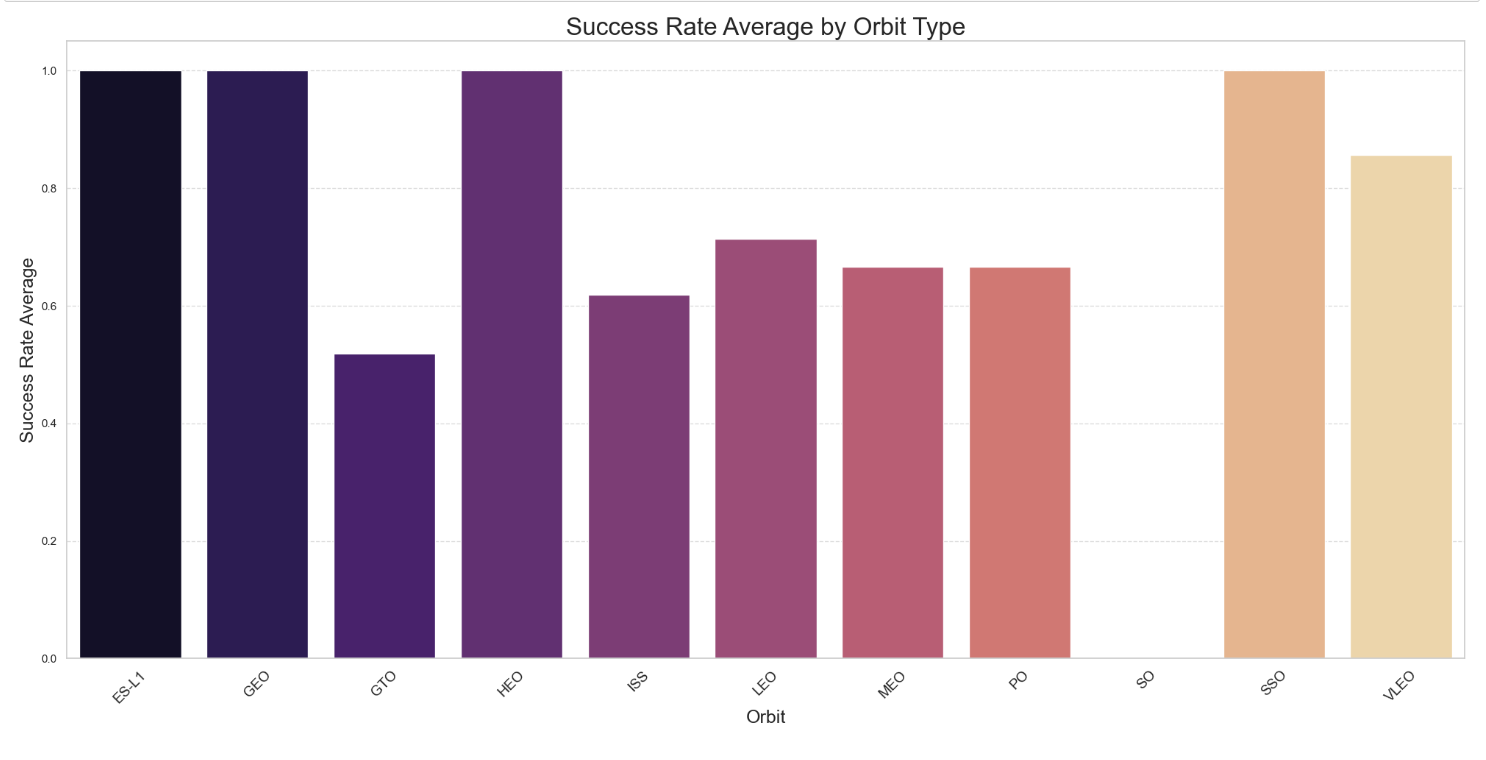 Success Rate Average by Orbit Type
Success Rate Average
1.0
0.8
0.6
0.4
0.2
0.0
ES-L1
GEO
GTO
HEO
ISS
LEO
MEO
PO
SO
SSO
VLEO
Orbit